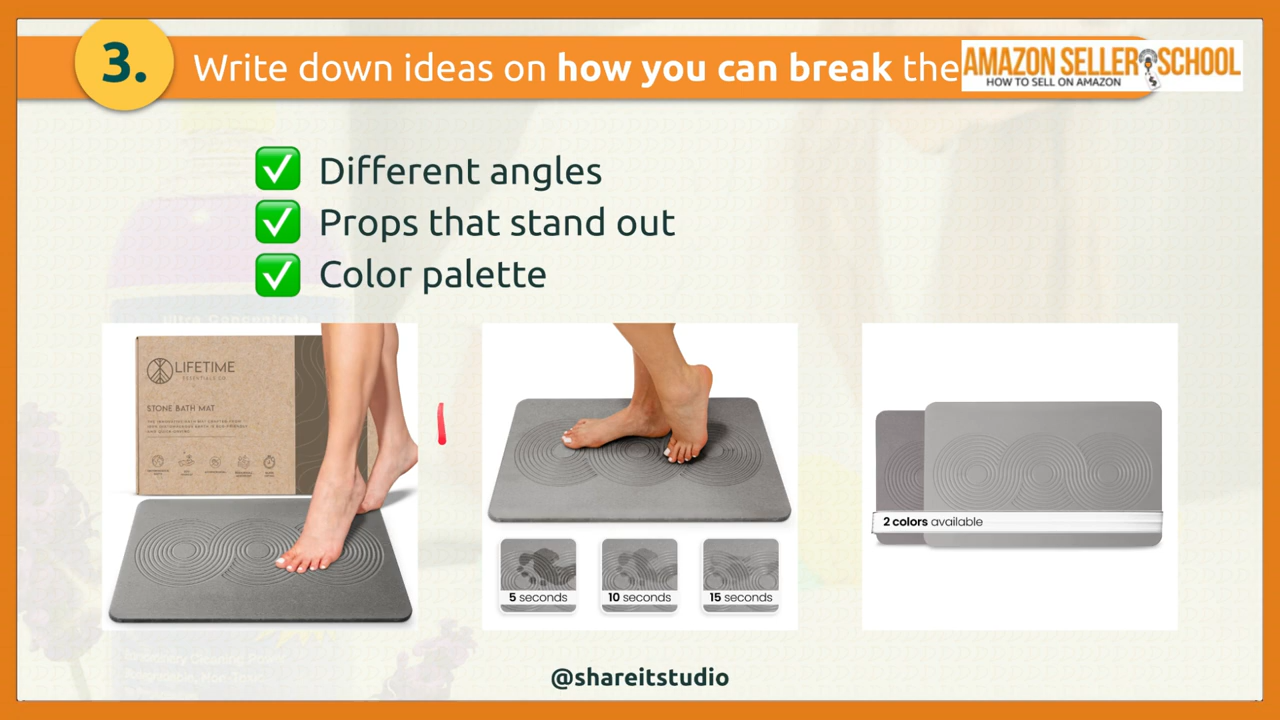 3.
Write down ideas on how you can break the
AMAZON SELLER SCHOOL
HOW TO SELL ON AMAZON
Different angles
Props that stand out
Color palette
LIFETIME
ESSENTIALS CO.
STONE BATH MAT
5 seconds
10 seconds
15 seconds
2 colors available
@shareitstudio